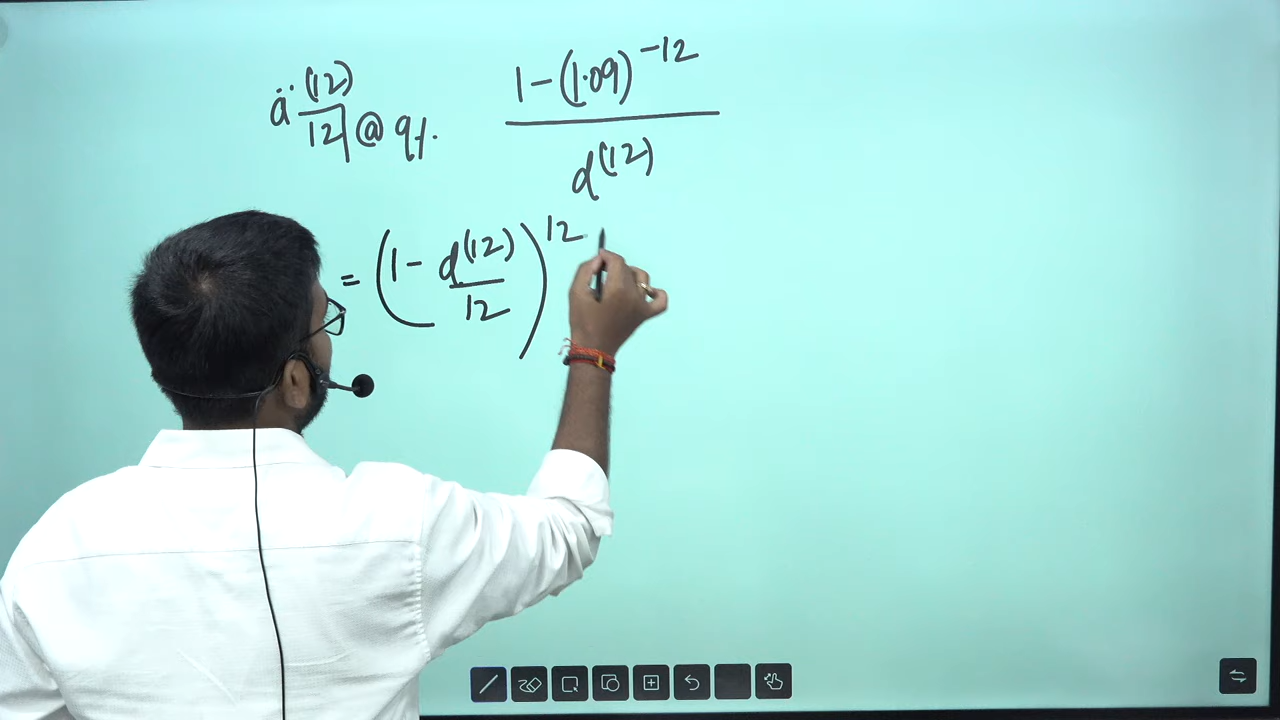 ä (12) 12 @ 9%. 1-(1.09)^-12
d^(12)
= (1 - d^(12)/12)^12